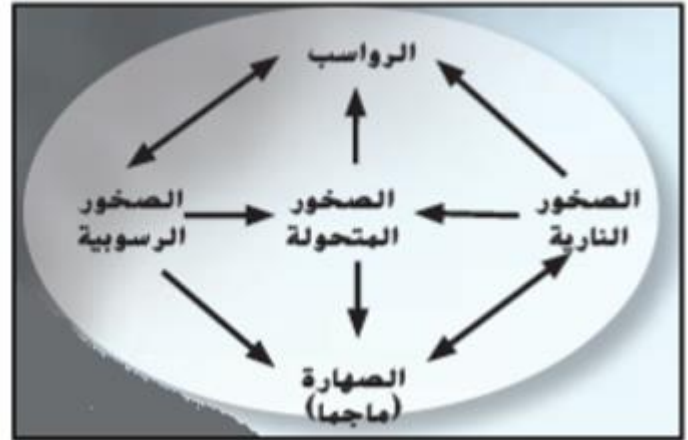 الرواسب
الصخور
النارية
الصخور
المتحولة
الصخور
الرسوبية
الصهارة
(ماجما)